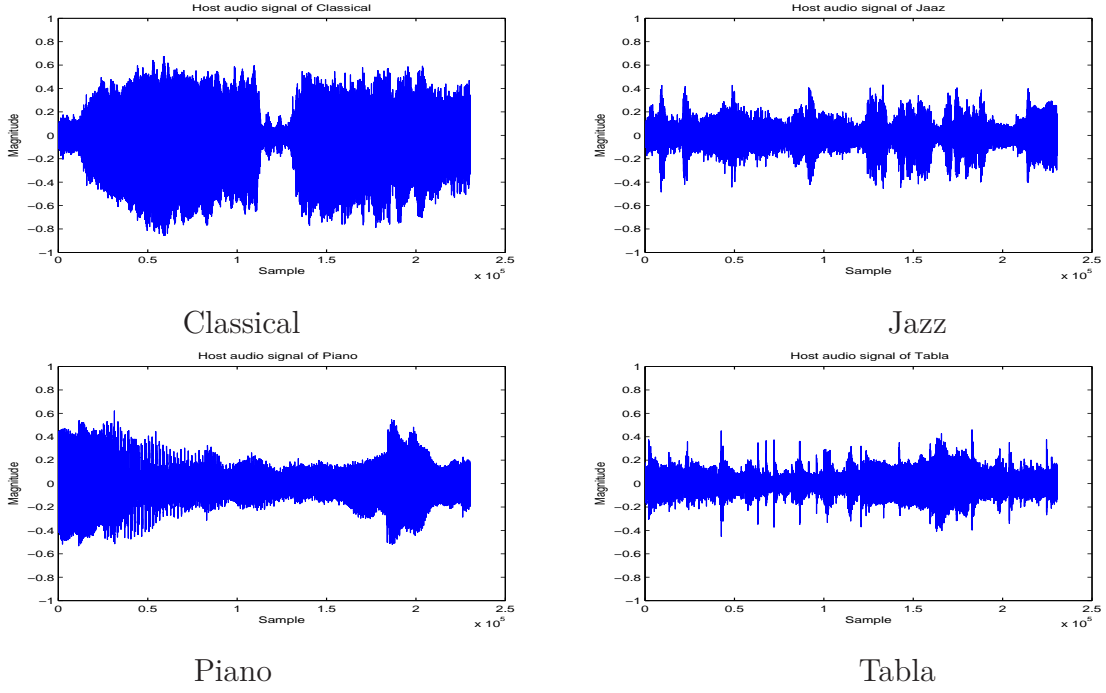 Host audio signal of Classical
1
0.8
0.6
0.4
0.2
0
−0.2
−0.4
−0.6
−0.8
−1
Magnitude
0 0.5 1 1.5 2 2.5
Sample
x 10^5
Classical
Host audio signal of Jaaz
1
0.8
0.6
0.4
0.2
0
−0.2
−0.4
−0.6
−0.8
−1
Magnitude
0 0.5 1 1.5 2 2.5
Sample
x 10^5
Jazz
Host audio signal of Piano
1
0.8
0.6
0.4
0.2
0
−0.2
−0.4
−0.6
−0.8
−1
Magnitude
0 0.5 1 1.5 2 2.5
Sample
x 10^5
Piano
Host audio signal of Tabla
1
0.8
0.6
0.4
0.2
0
−0.2
−0.4
−0.6
−0.8
−1
Magnitude
0 0.5 1 1.5 2 2.5
Sample
x 10^5
Tabla